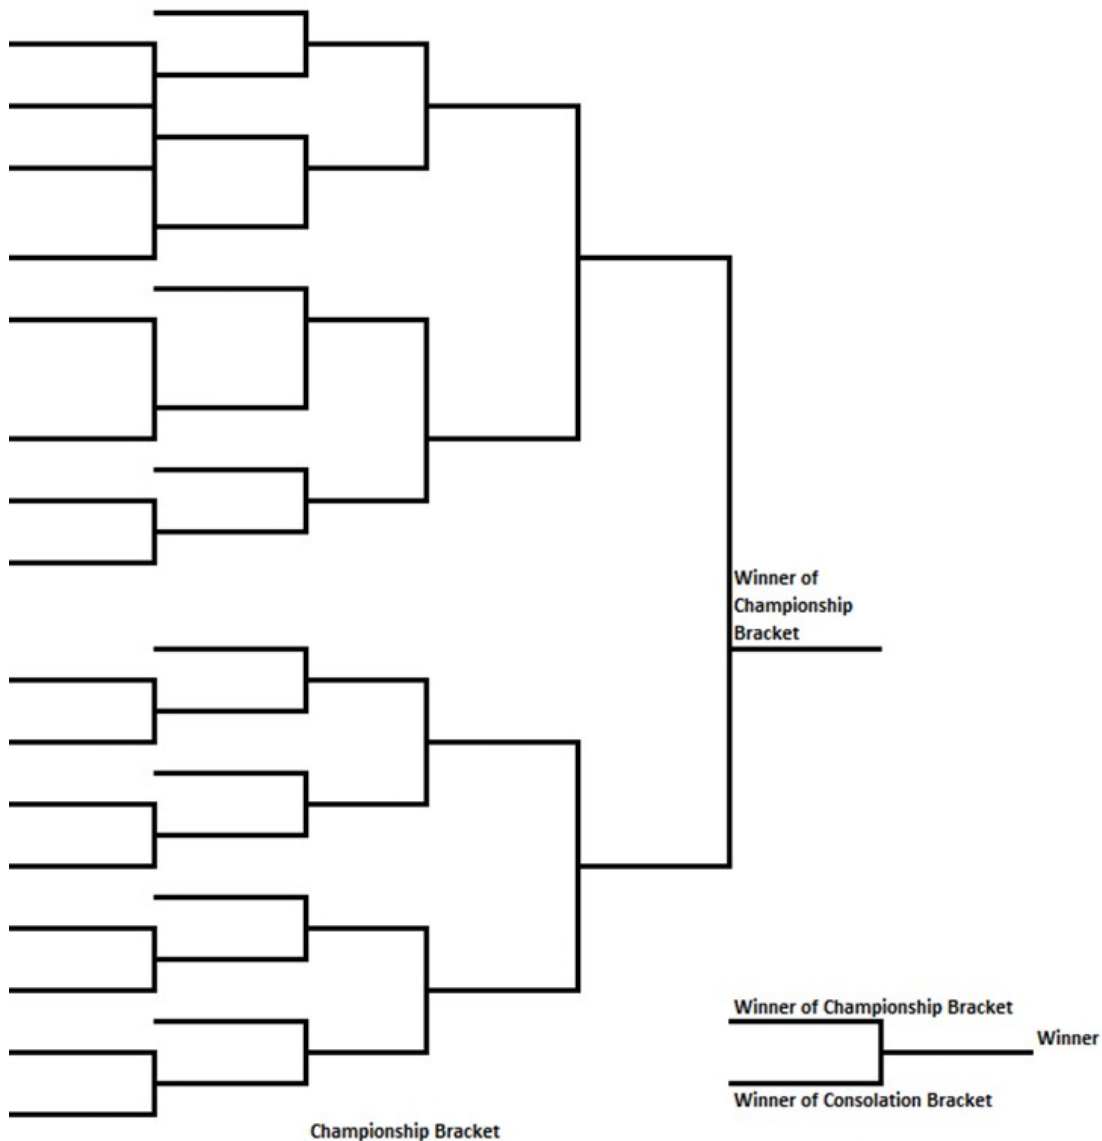 Winner of
Championship
Bracket
Winner of Championship Bracket
Winner
Winner of Consolation Bracket
Championship Bracket